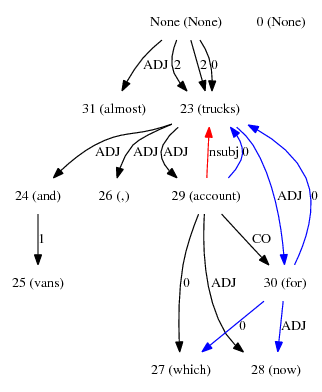 None (None) 0 (None)
ADJ 2 2 0
31 (almost) 23 (trucks)
ADJ ADJ ADJ nsubj 0 ADJ 0
24 (and) 26 (,) 29 (account)
1 CO
25 (vans) 0 ADJ 30 (for)
0 ADJ
27 (which) 28 (now)